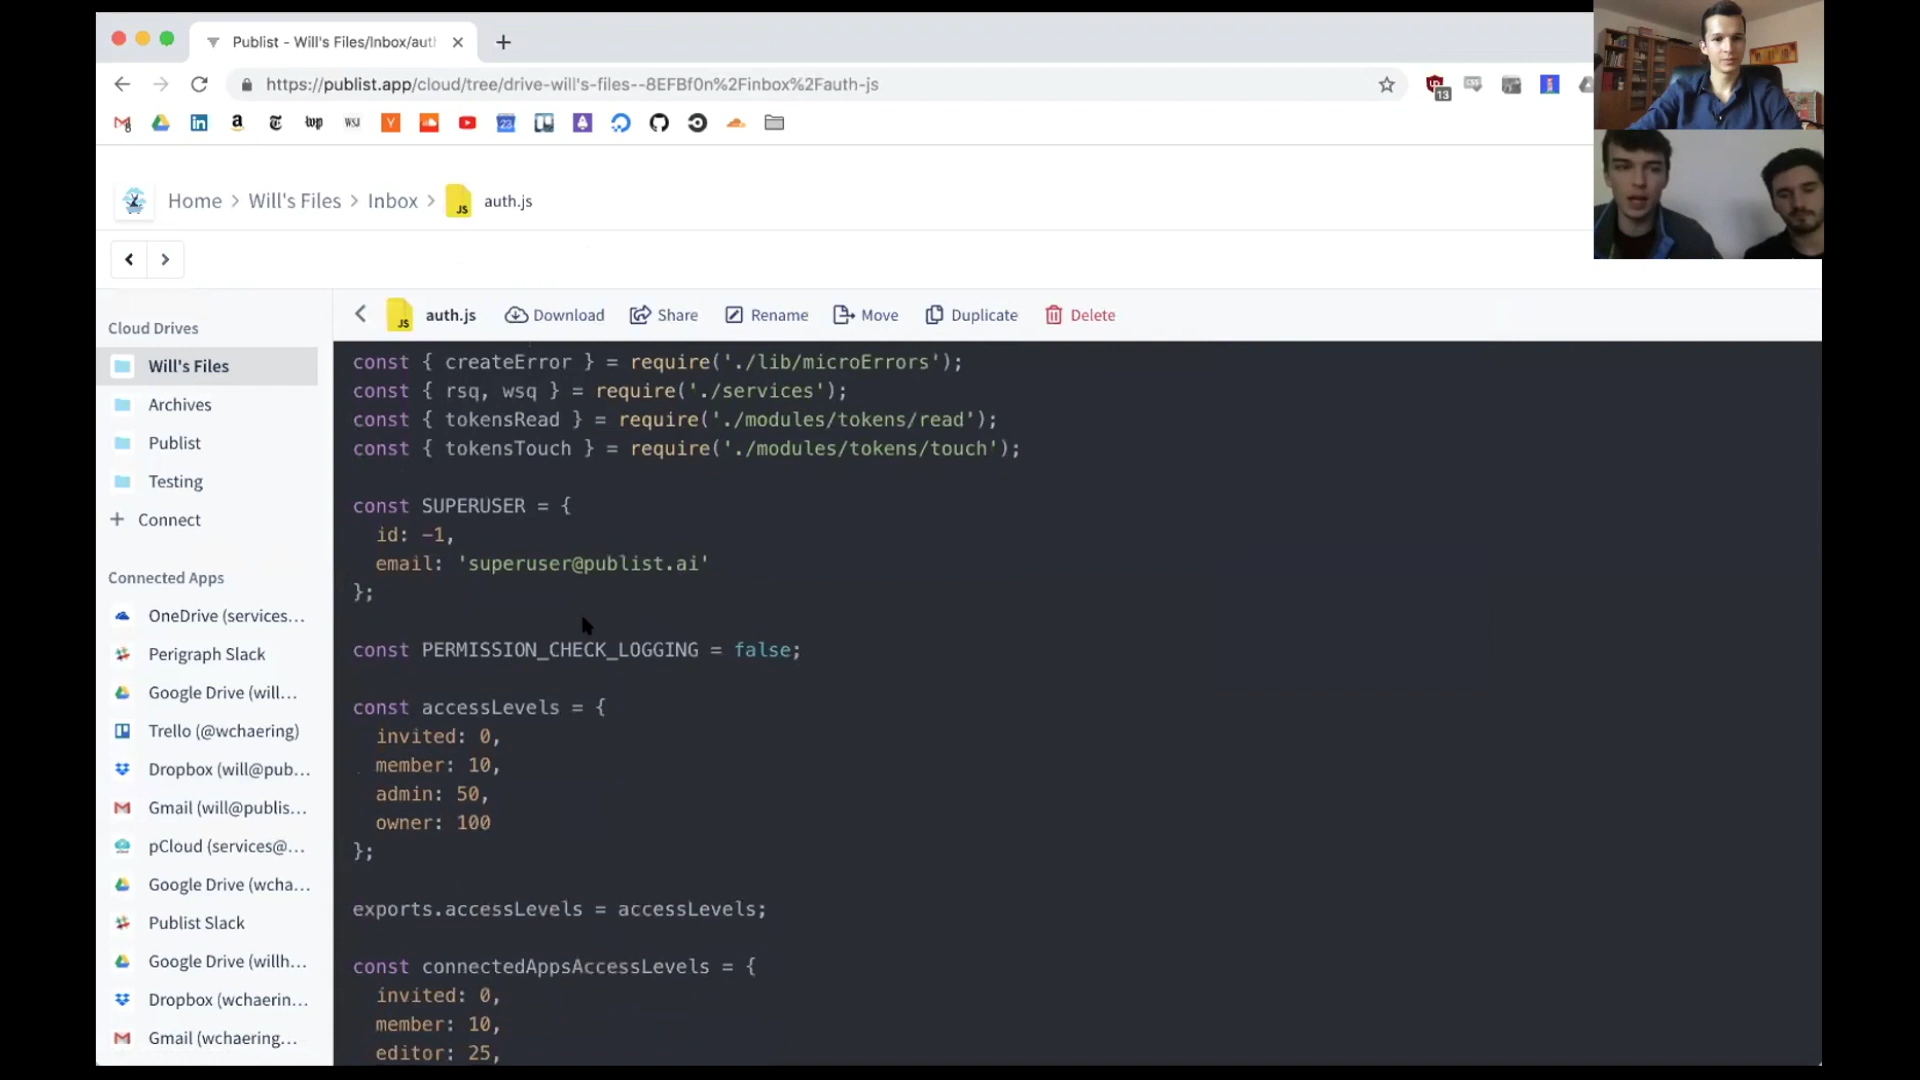 Publist - Will's Files/Inbox/auth
https://publist.app/cloud/tree/drive-will's-files--8EFBf0n%2Finbox%2Fauth-js
13
Home > Will's Files > Inbox > JS auth.js
JS auth.js Download Share Rename Move Duplicate Delete
Cloud Drives
Will's Files
Archives
Publist
Testing
+ Connect
Connected Apps
OneDrive (services...
Perigraph Slack
Google Drive (will...
Trello (@wchaering)
Dropbox (will@pub...
Gmail (will@publis...
pCloud (services@...
Google Drive (wcha...
Publist Slack
Google Drive (willh...
Dropbox (wchaerin...
Gmail (wchaering...
const { createError } = require('./lib/microErrors');
const { rsq, wsq } = require('./services');
const { tokensRead } = require('./modules/tokens/read');
const { tokensTouch } = require('./modules/tokens/touch');
const SUPERUSER = {
id: -1,
email: 'superuser@publist.ai'
};
const PERMISSION_CHECK_LOGGING = false;
const accessLevels = {
invited: 0,
member: 10,
admin: 50,
owner: 100
};
exports.accessLevels = accessLevels;
const connectedAppsAccessLevels = {
invited: 0,
member: 10,
editor: 25,